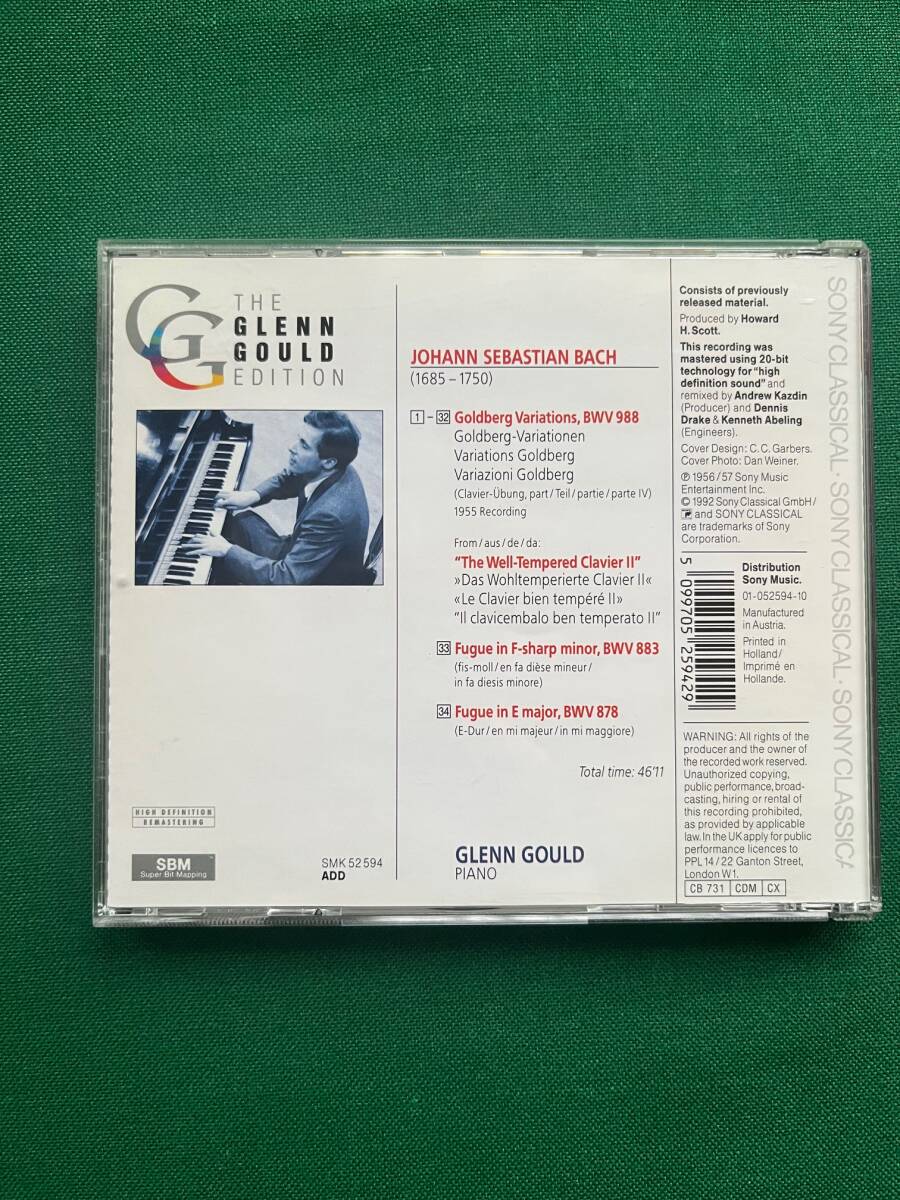 THE
GLENN
GOULD
EDITION
HIGH DEFINITION
REMASTERING
SBM
Super Bit Mapping
SMK 52 594
ADD
JOHANN SEBASTIAN BACH
(1685 – 1750)
1 – 32 Goldberg Variations, BWV 988
Goldberg-Variationen
Variations Goldberg
Variazioni Goldberg
(Clavier-Übung, part / Teil / partie / parte IV)
1955 Recording
From / aus / de / da:
“The Well-Tempered Clavier II”
»Das Wohltemperierte Clavier II«
«Le Clavier bien tempéré II»
“Il clavicembalo ben temperato II”
33 Fugue in F-sharp minor, BWV 883
(fis-moll / en fa dièse mineur /
in fa diesis minore)
34 Fugue in E major, BWV 878
(E-Dur / en mi majeur / in mi maggiore)
Total time: 46'11
GLENN GOULD
PIANO
Consists of previously
released material.
Produced by Howard
H. Scott.
This recording was
mastered using 20-bit
technology for “high
definition sound” and
remixed by Andrew Kazdin
(Producer) and Dennis
Drake & Kenneth Abeling
(Engineers).
Cover Design: C. C. Garbers.
Cover Photo: Dan Weiner.
℗ 1956 / 57 Sony Music
Entertainment Inc.
© 1992 Sony Classical GmbH /
and SONY CLASSICAL
are trademarks of Sony
Corporation.
5 099705 259429
Distribution
Sony Music.
01-052594-10
Manufactured
in Austria.
Printed in
Holland /
Imprimé en
Hollande.
WARNING: All rights of the
producer and the owner of
the recorded work reserved.
Unauthorized copying,
public performance, broad-
casting, hiring or rental of
this recording prohibited,
as provided by applicable
law. In the UK apply for public
performance licences to
PPL 14 / 22 Ganton Street,
London W1.
CB 731 CDM CX
SONY CLASSICAL · SONY CLASSICAL · SONY CLASSICA